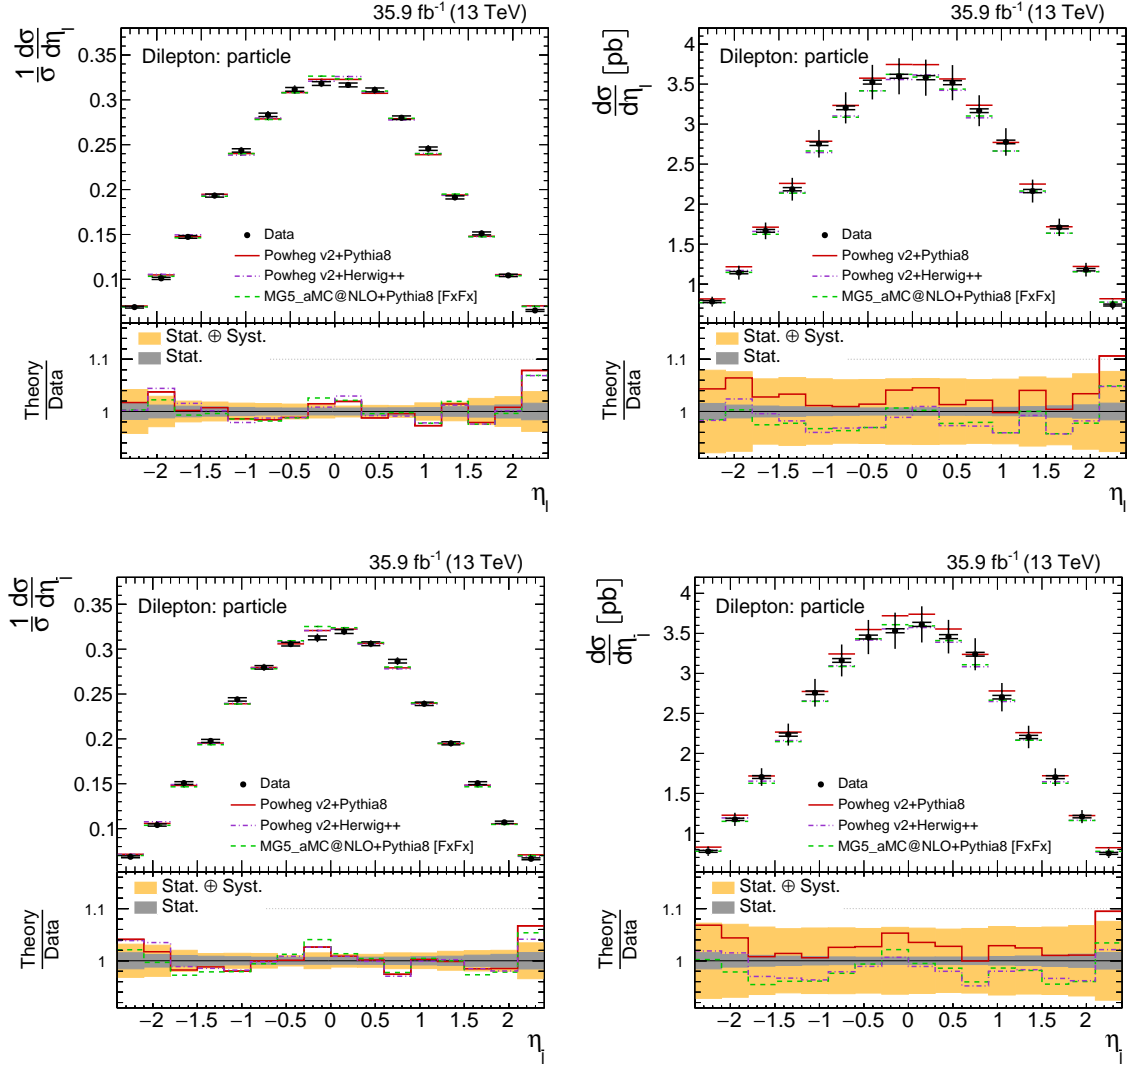 35.9 fb⁻¹ (13 TeV)
1/σ dσ/dη_l
Dilepton: particle
0.35
0.3
0.25
0.2
0.15
0.1
Data
Powheg v2+Pythia8
Powheg v2+Herwig++
MG5_aMC@NLO+Pythia8 [FxFx]
Stat. ⊕ Syst.
Stat.
Theory/Data
1.1
1
−2 −1.5 −1 −0.5 0 0.5 1 1.5 2
η_l
35.9 fb⁻¹ (13 TeV)
dσ/dη_l [pb]
Dilepton: particle
4
3.5
3
2.5
2
1.5
1
Data
Powheg v2+Pythia8
Powheg v2+Herwig++
MG5_aMC@NLO+Pythia8 [FxFx]
Stat. ⊕ Syst.
Stat.
Theory/Data
1.1
1
−2 −1.5 −1 −0.5 0 0.5 1 1.5 2
η_l
35.9 fb⁻¹ (13 TeV)
1/σ dσ/dη_l̄
Dilepton: particle
0.35
0.3
0.25
0.2
0.15
0.1
Data
Powheg v2+Pythia8
Powheg v2+Herwig++
MG5_aMC@NLO+Pythia8 [FxFx]
Stat. ⊕ Syst.
Stat.
Theory/Data
1.1
1
−2 −1.5 −1 −0.5 0 0.5 1 1.5 2
η_l̄
35.9 fb⁻¹ (13 TeV)
dσ/dη_l̄ [pb]
Dilepton: particle
4
3.5
3
2.5
2
1.5
1
Data
Powheg v2+Pythia8
Powheg v2+Herwig++
MG5_aMC@NLO+Pythia8 [FxFx]
Stat. ⊕ Syst.
Stat.
Theory/Data
1.1
1
−2 −1.5 −1 −0.5 0 0.5 1 1.5 2
η_l̄